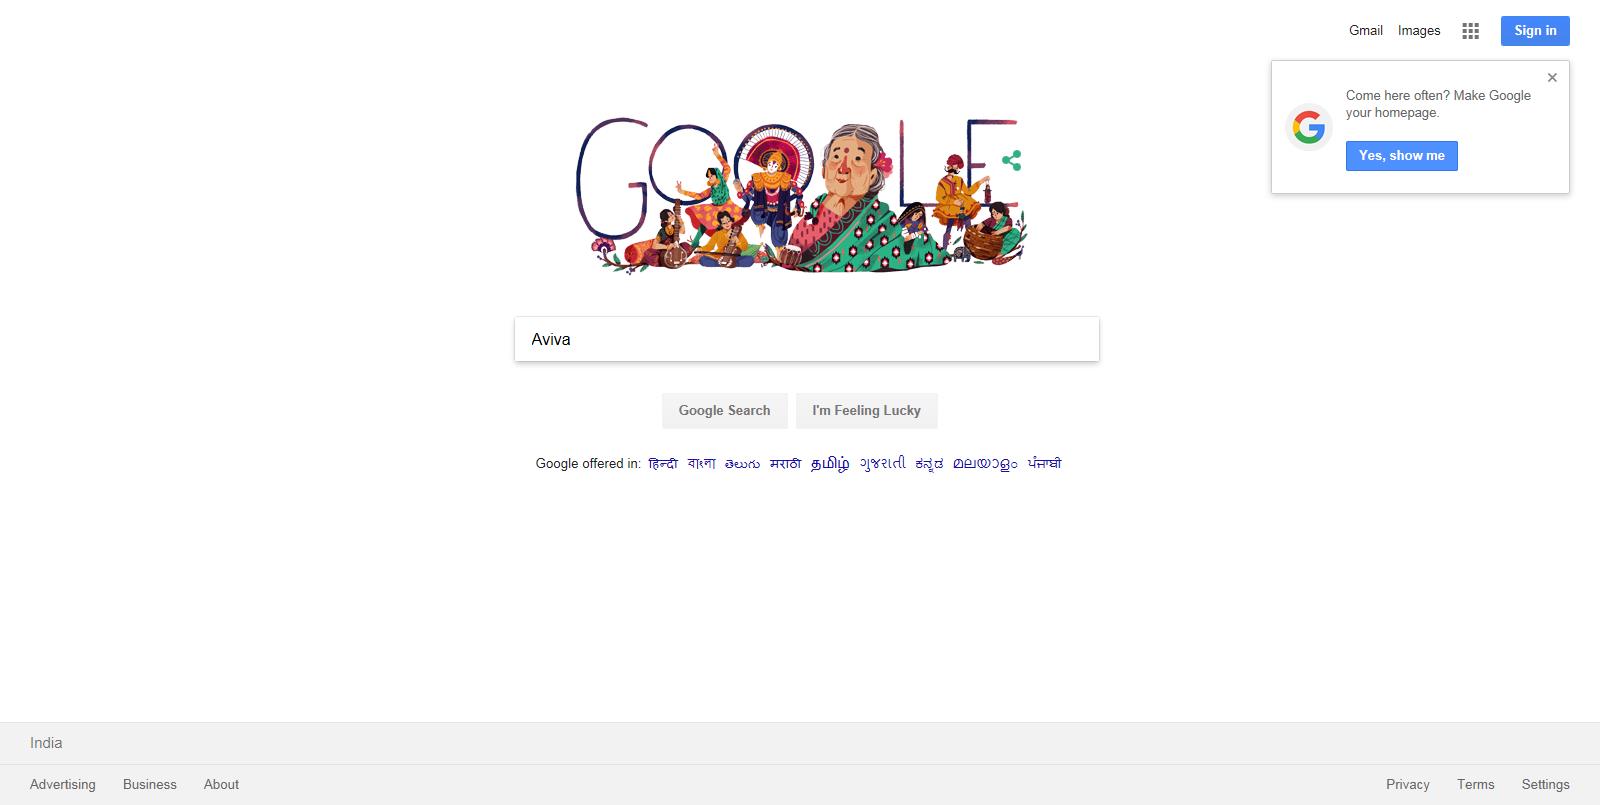 Gmail Images Sign in
Come here often? Make Google
your homepage.
Yes, show me
GOOGLE
Aviva
Google Search I'm Feeling Lucky
Google offered in: हिन्दी বাংলা తెలుగు मराठी தமிழ் ગુજરાતી ಕನ್ನಡ മലയാളം ਪੰਜਾਬੀ
India
Advertising Business About Privacy Terms Settings